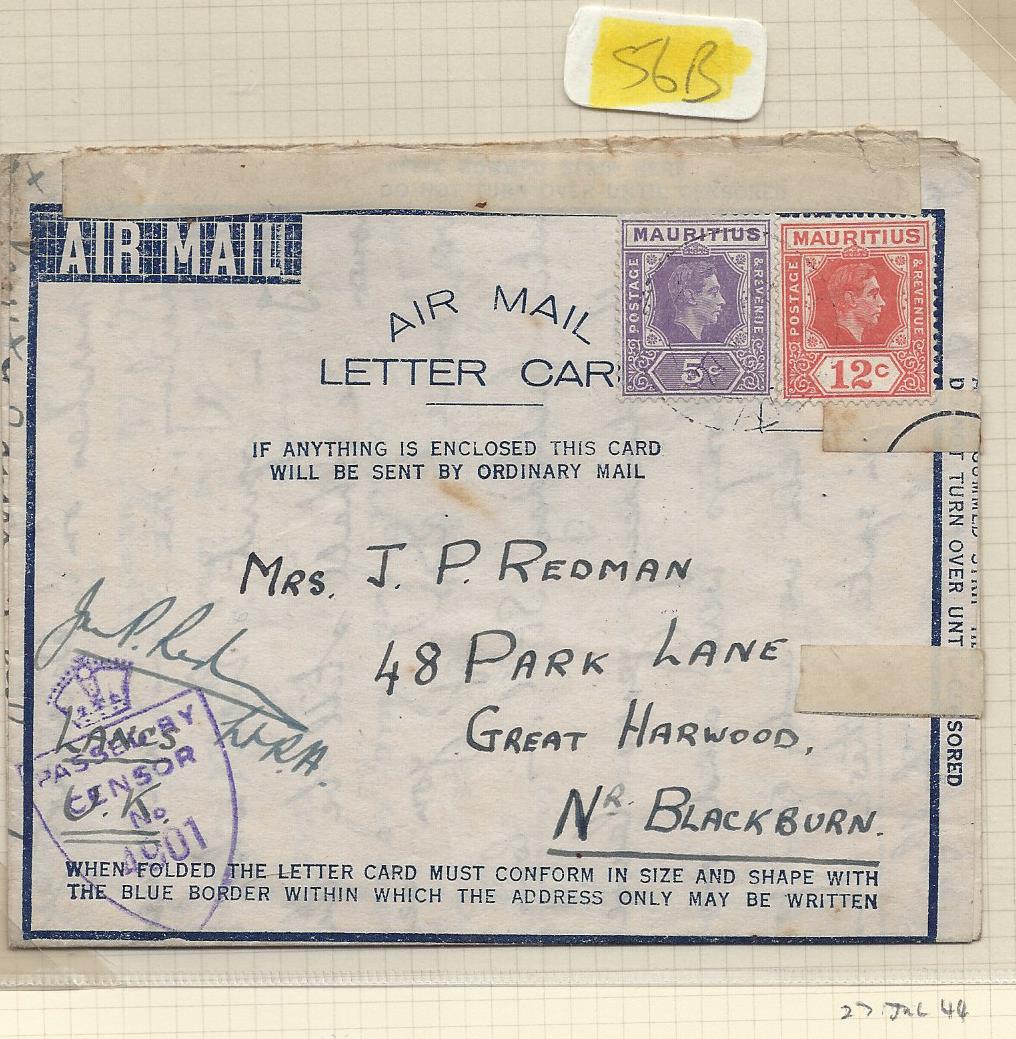 56B
AIR MAIL
MAURITIUS
POSTAGE
& REVENUE
5c
MAURITIUS
POSTAGE
& REVENUE
12c
AIR MAIL
LETTER CAR
IF ANYTHING IS ENCLOSED THIS CARD
WILL BE SENT BY ORDINARY MAIL
MRS. J. P. REDMAN
48 PARK LANE
GREAT HARWOOD,
NR. BLACKBURN.
LANCS
U.K.
PASSED BY
CENSOR
No
4901
WHEN FOLDED THE LETTER CARD MUST CONFORM IN SIZE AND SHAPE WITH
THE BLUE BORDER WITHIN WHICH THE ADDRESS ONLY MAY BE WRITTEN
T TURN OVER UNT
SORED
27 JUL 44